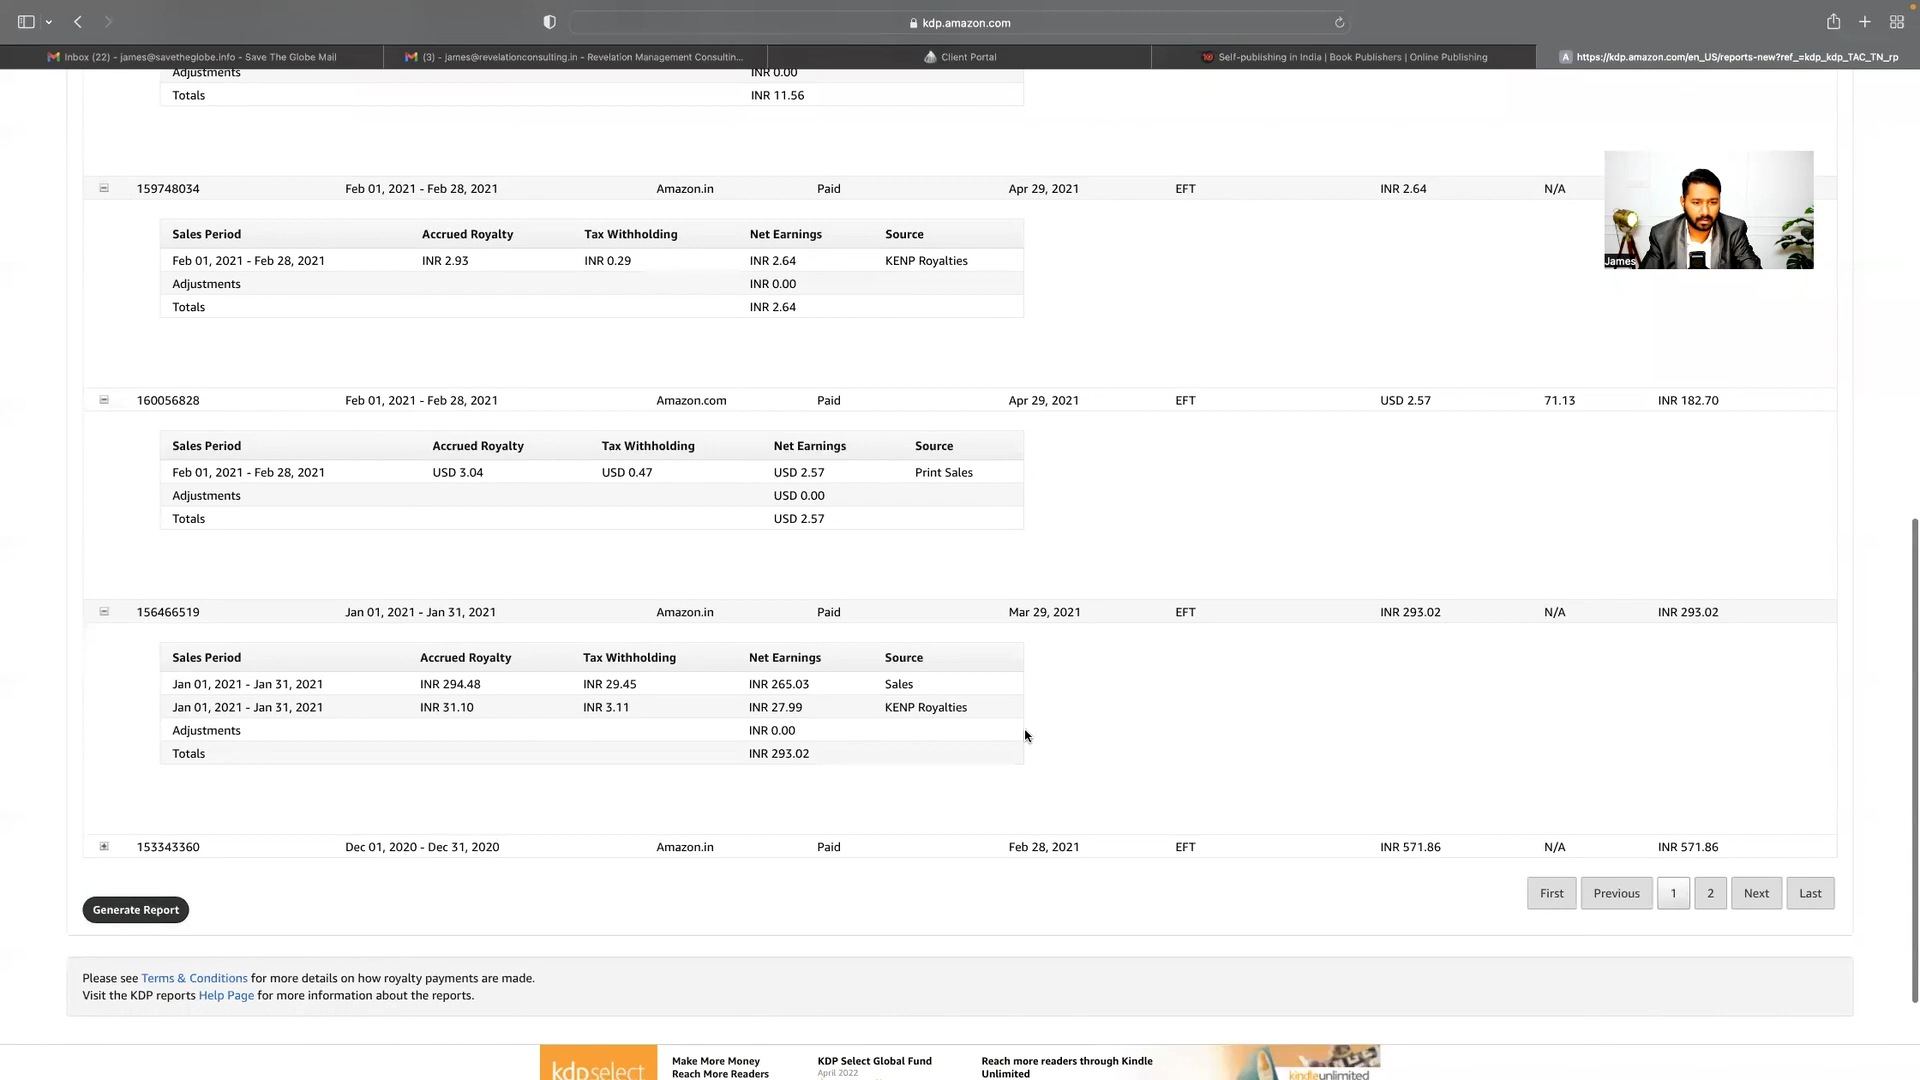 kdp.amazon.com
Inbox (22) - james@savetheglobe.info - Save The Globe Mail
(3) - james@revelationconsulting.in - Revelation Management Consultin...
Client Portal
Self-publishing in India | Book Publishers | Online Publishing
A https://kdp.amazon.com/en_US/reports-new?ref_=kdp_kdp_TAC_TN_rp
Adjustments INR 0.00
Totals INR 11.56
159748034 Feb 01, 2021 - Feb 28, 2021 Amazon.in Paid Apr 29, 2021 EFT INR 2.64 N/A
James
Sales Period Accrued Royalty Tax Withholding Net Earnings Source
Feb 01, 2021 - Feb 28, 2021 INR 2.93 INR 0.29 INR 2.64 KENP Royalties
Adjustments INR 0.00
Totals INR 2.64
160056828 Feb 01, 2021 - Feb 28, 2021 Amazon.com Paid Apr 29, 2021 EFT USD 2.57 71.13 INR 182.70
Sales Period Accrued Royalty Tax Withholding Net Earnings Source
Feb 01, 2021 - Feb 28, 2021 USD 3.04 USD 0.47 USD 2.57 Print Sales
Adjustments USD 0.00
Totals USD 2.57
156466519 Jan 01, 2021 - Jan 31, 2021 Amazon.in Paid Mar 29, 2021 EFT INR 293.02 N/A INR 293.02
Sales Period Accrued Royalty Tax Withholding Net Earnings Source
Jan 01, 2021 - Jan 31, 2021 INR 294.48 INR 29.45 INR 265.03 Sales
Jan 01, 2021 - Jan 31, 2021 INR 31.10 INR 3.11 INR 27.99 KENP Royalties
Adjustments INR 0.00
Totals INR 293.02
153343360 Dec 01, 2020 - Dec 31, 2020 Amazon.in Paid Feb 28, 2021 EFT INR 571.86 N/A INR 571.86
First Previous 1 2 Next Last
Generate Report
Please see Terms & Conditions for more details on how royalty payments are made.
Visit the KDP reports Help Page for more information about the reports.
kdpselect
Make More Money
Reach More Readers
KDP Select Global Fund
April 2022
Reach more readers through Kindle
Unlimited
kindleunlimited